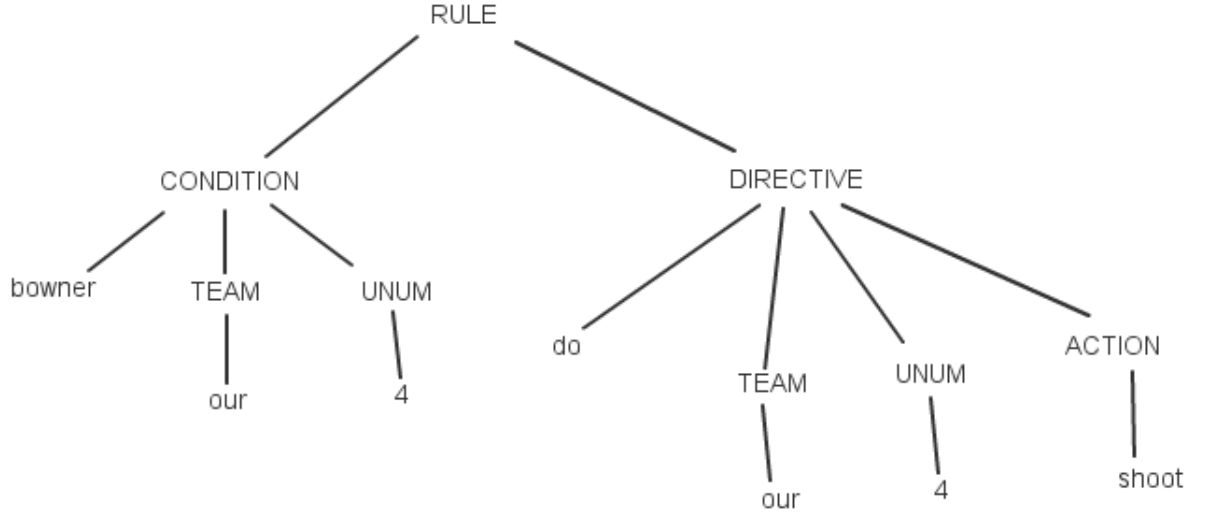 RULE
CONDITION DIRECTIVE
bowner TEAM UNUM
do ACTION
TEAM UNUM
our 4
our 4 shoot